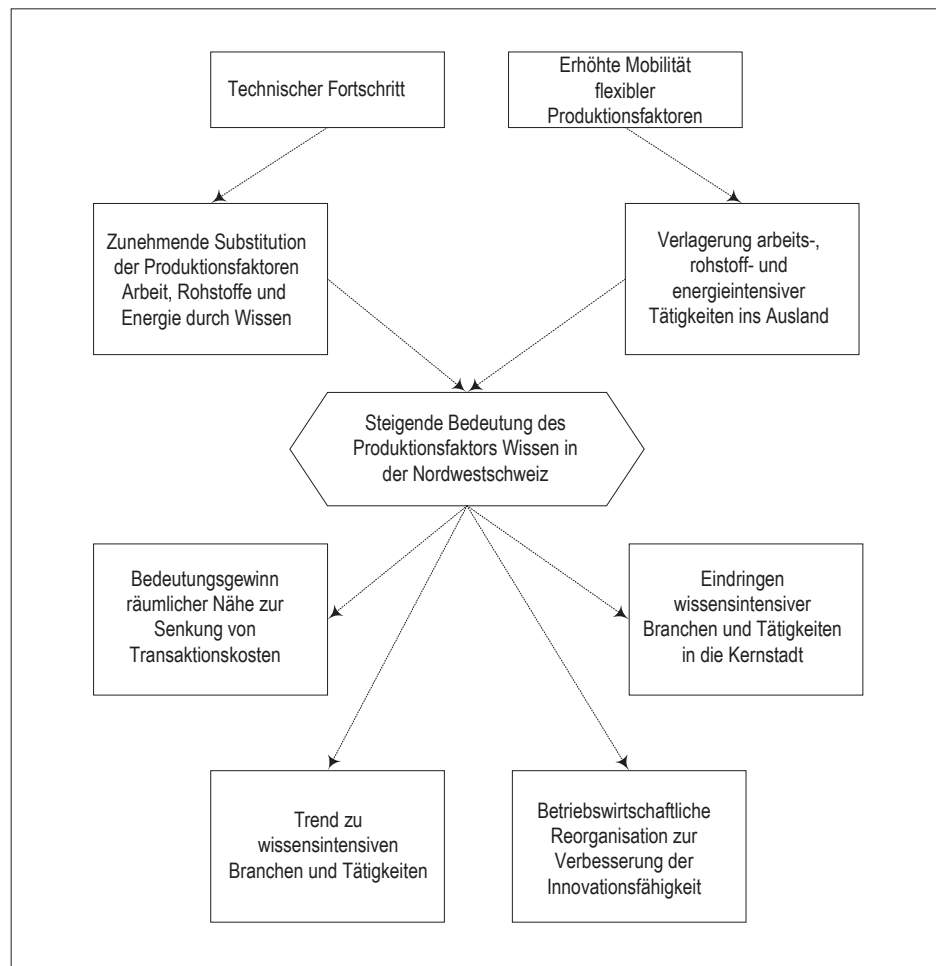 Technischer Fortschritt
Erhöhte Mobilität
flexibler
Produktionsfaktoren
Zunehmende Substitution
der Produktionsfaktoren
Arbeit, Rohstoffe und
Energie durch Wissen
Verlagerung arbeits-,
rohstoff- und
energieintensiver
Tätigkeiten ins Ausland
Steigende Bedeutung des
Produktionsfaktors Wissen in
der Nordwestschweiz
Bedeutungsgewinn
räumlicher Nähe zur
Senkung von
Transaktionskosten
Eindringen
wissensintensiver
Branchen und Tätigkeiten
in die Kernstadt
Trend zu
wissensintensiven
Branchen und Tätigkeiten
Betriebswirtschaftliche
Reorganisation zur
Verbesserung der
Innovationsfähigkeit